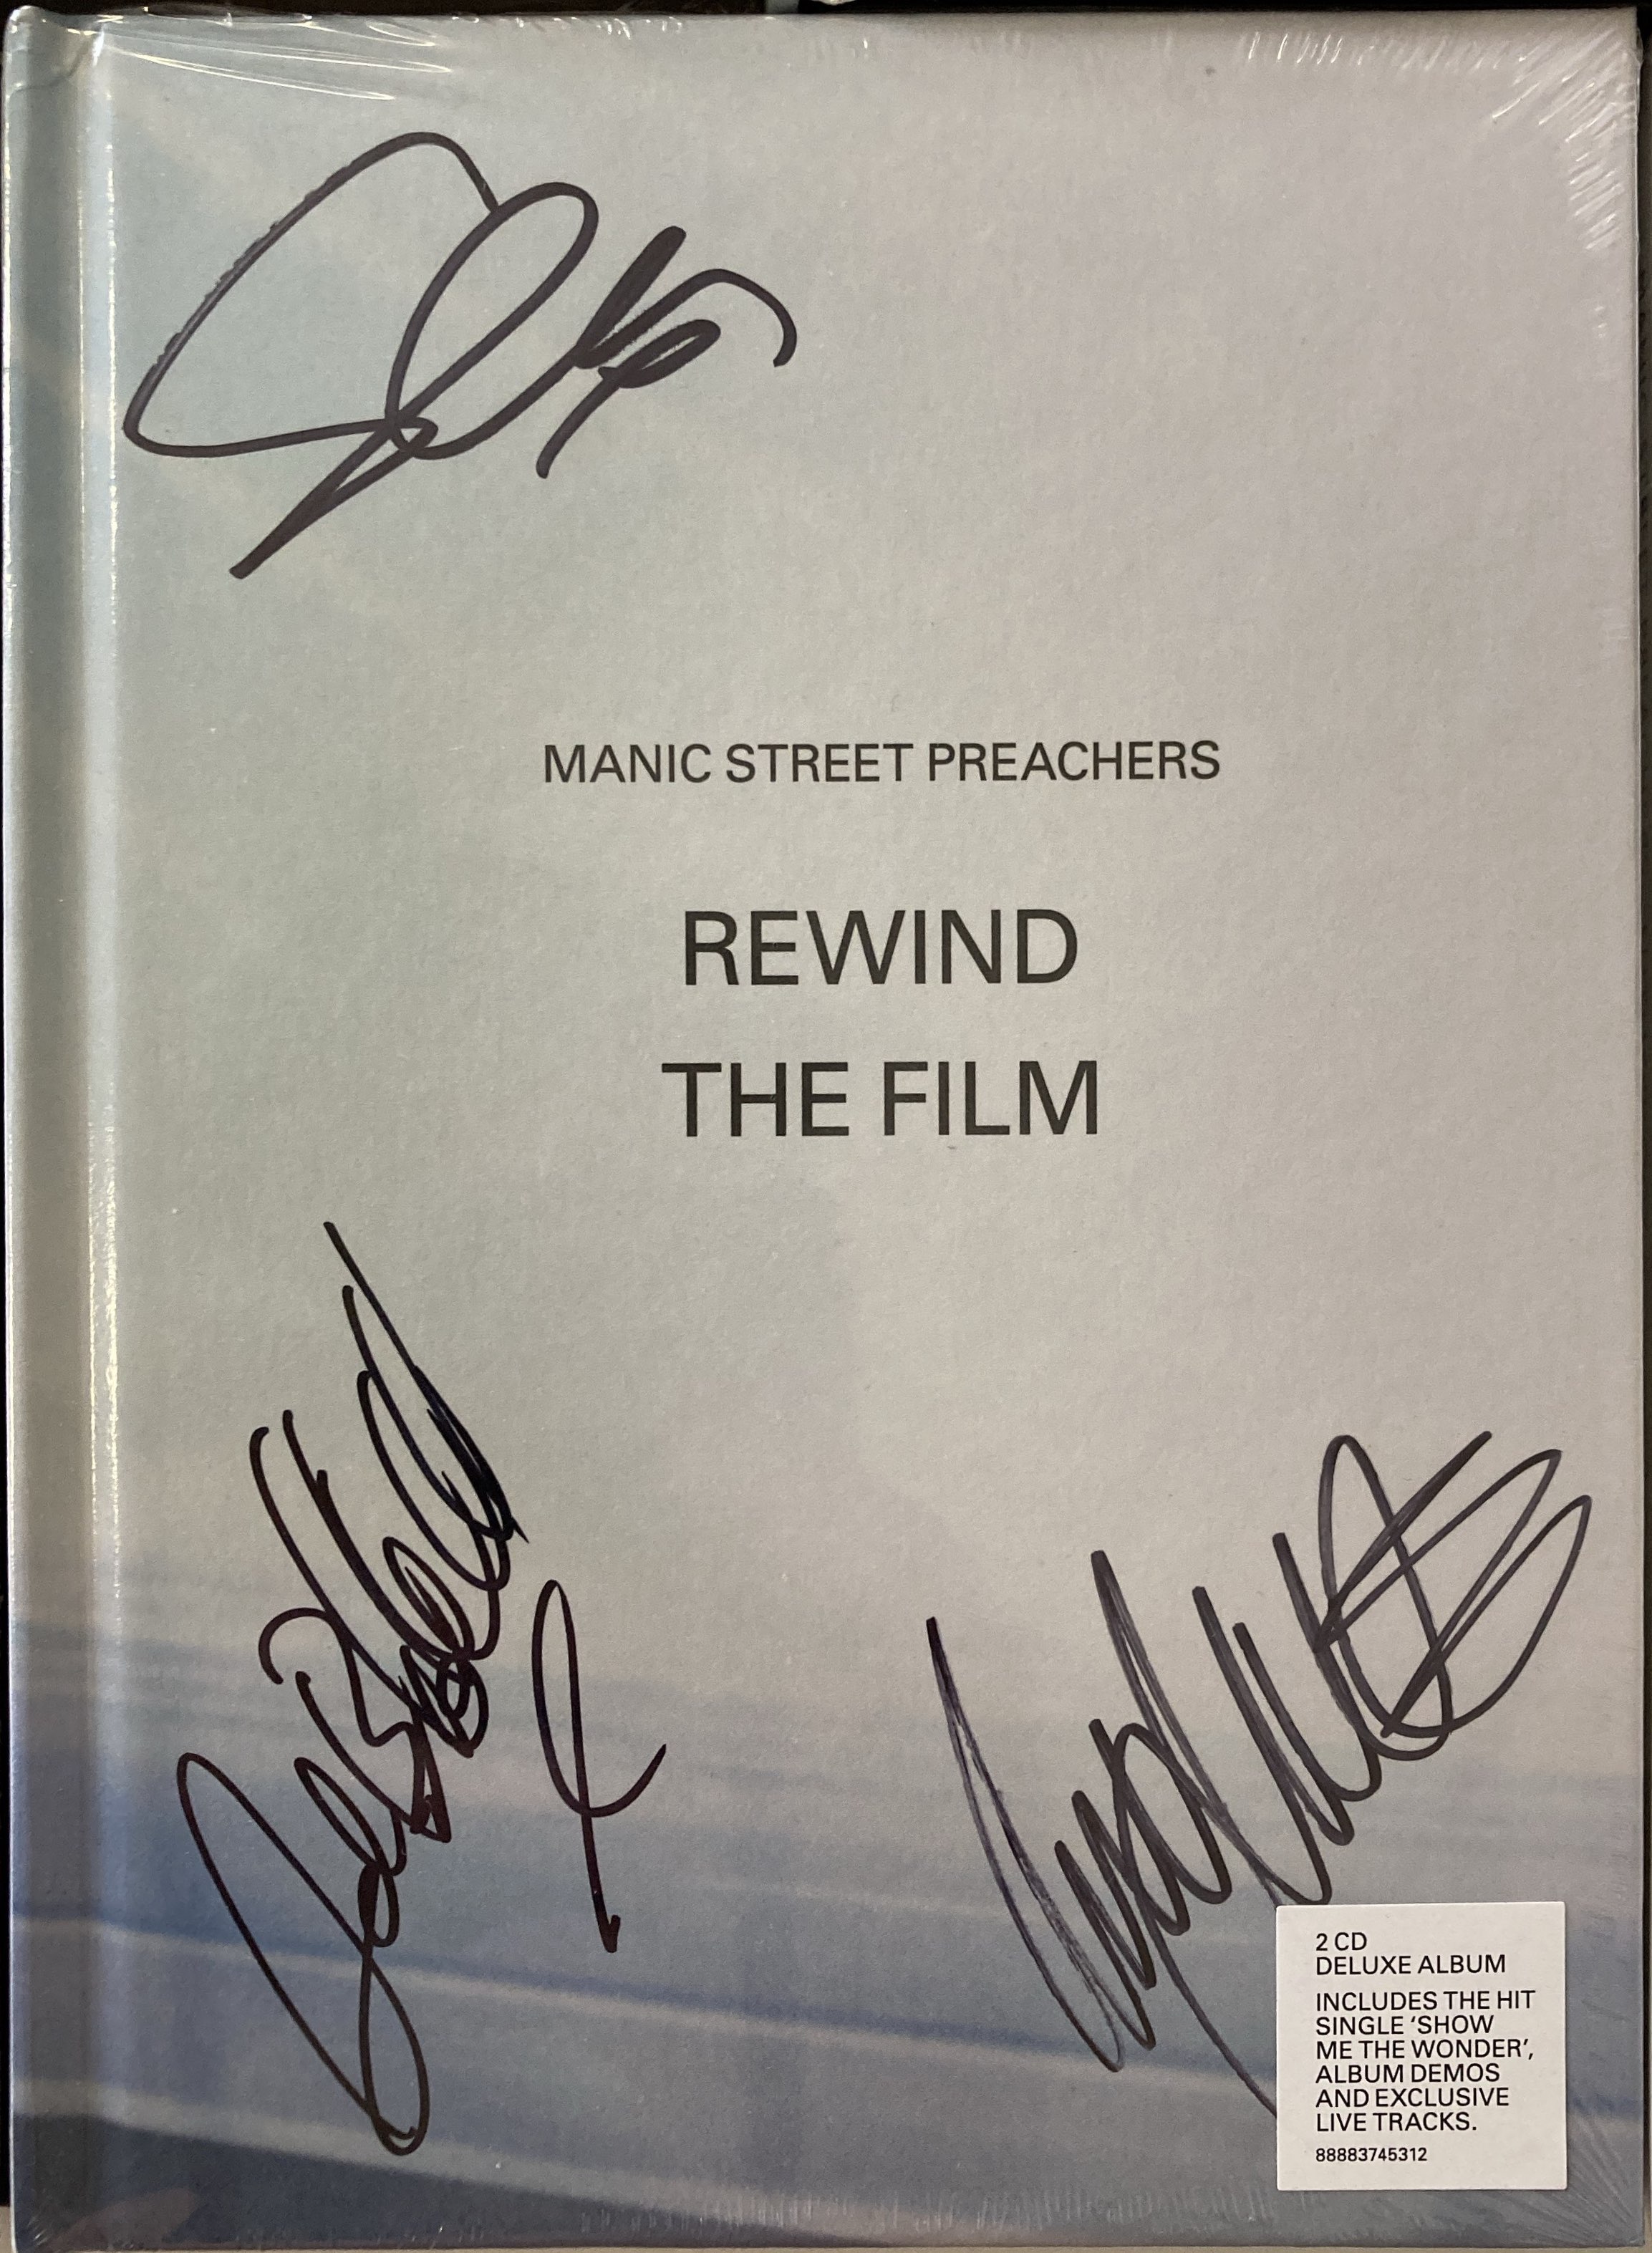 MANIC STREET PREACHERS
REWIND
THE FILM
2 CD
DELUXE ALBUM
INCLUDES THE HIT
SINGLE ‘SHOW
ME THE WONDER’,
ALBUM DEMOS
AND EXCLUSIVE
LIVE TRACKS.
88883745312